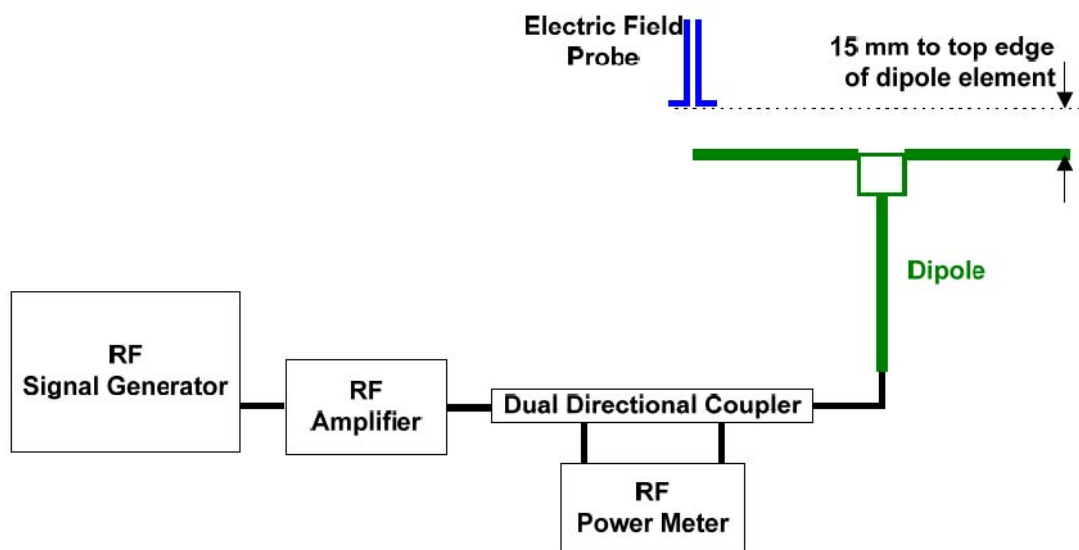 Electric Field
Probe
15 mm to top edge
of dipole element
Dipole
RF
Signal Generator
RF
Amplifier
Dual Directional Coupler
RF
Power Meter